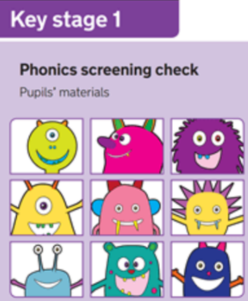 Key stage 1
Phonics screening check
Pupils' materials